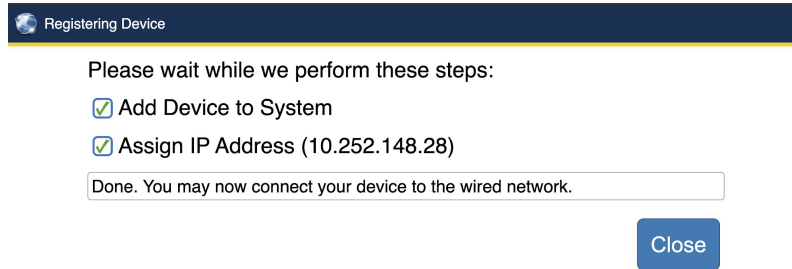 Registering Device
Please wait while we perform these steps:
Add Device to System
Assign IP Address (10.252.148.28)
Done. You may now connect your device to the wired network.
Close